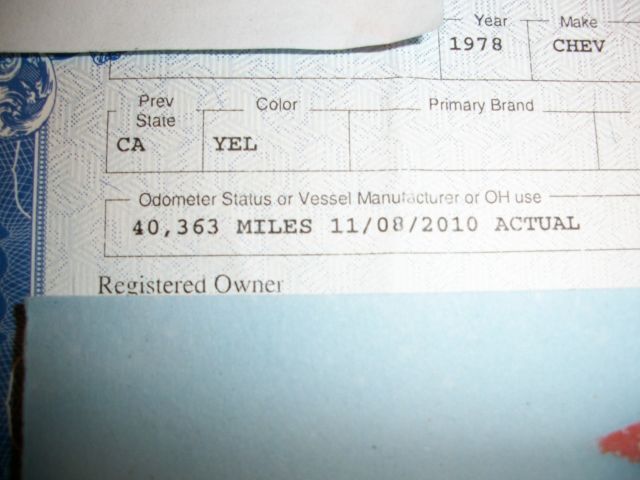 Year Make
1978 CHEV
Prev State Color Primary Brand
CA YEL
Odometer Status or Vessel Manufacturer or OH use
40,363 MILES 11/08/2010 ACTUAL
Registered Owner